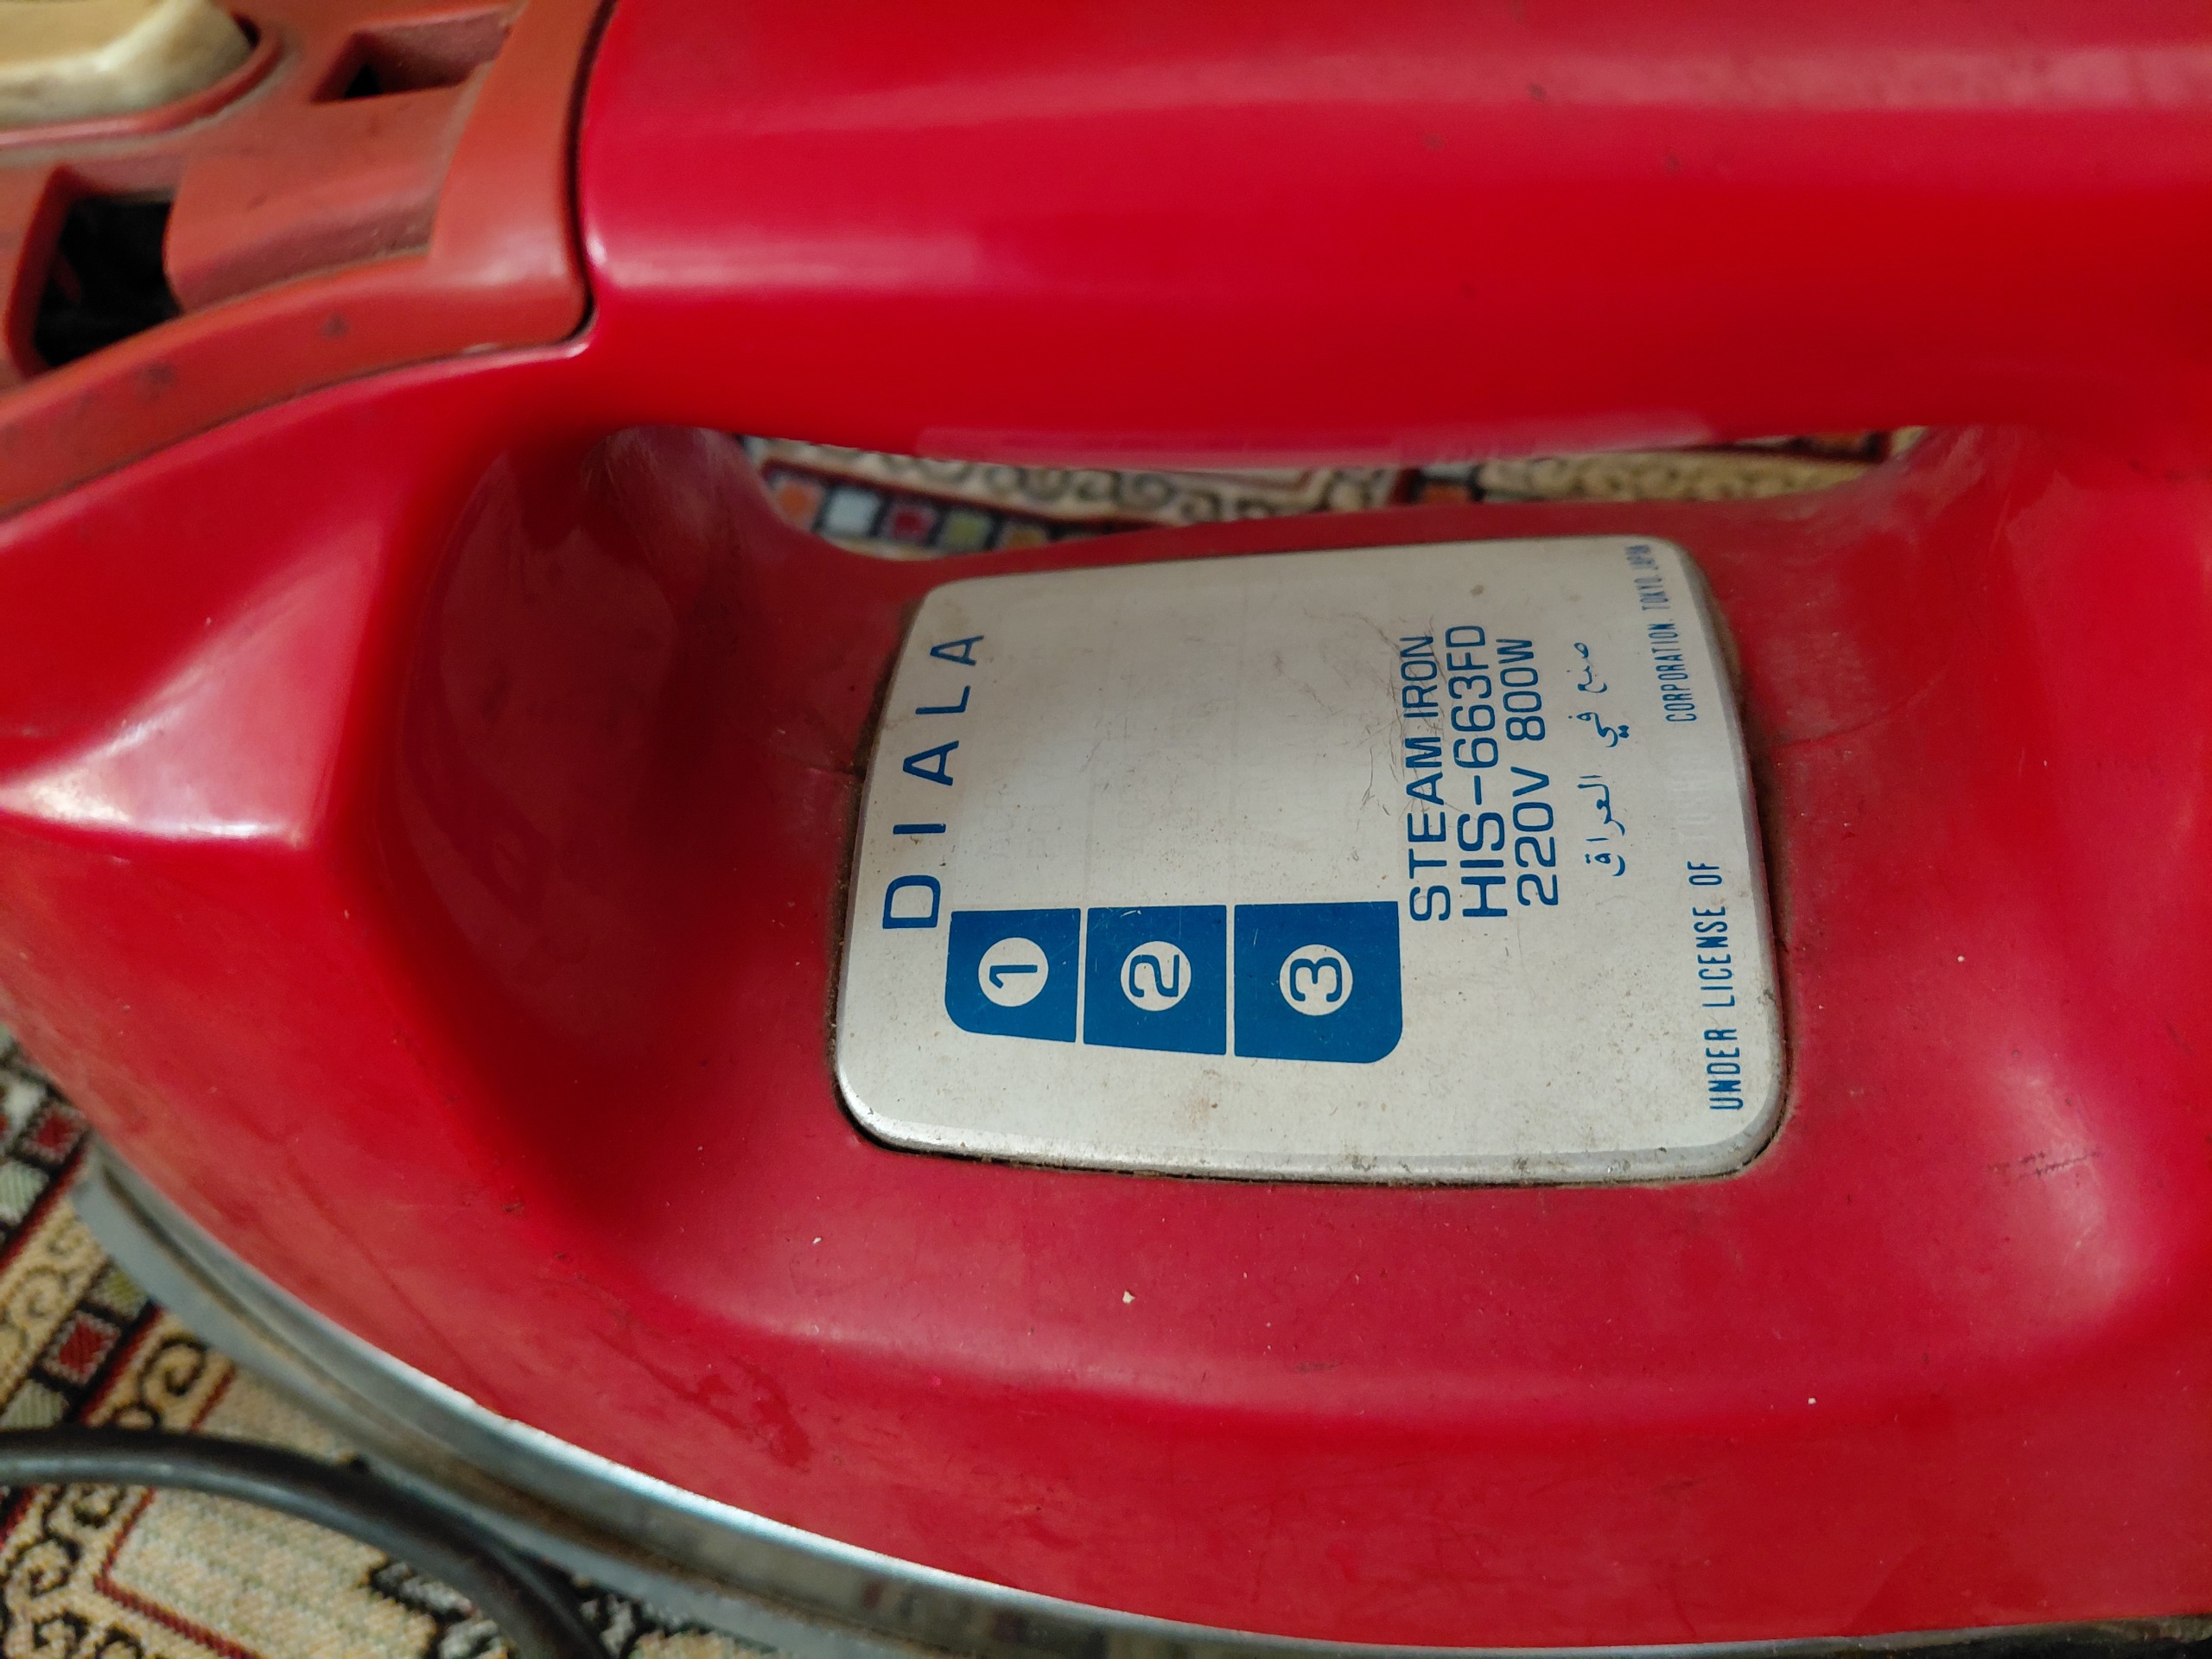 DIALA
1
2
3
STEAM IRON
HIS-663FD
220V 800W
صنع في العراق
UNDER LICENSE OF CORPORATION. TOKYO. JAPAN